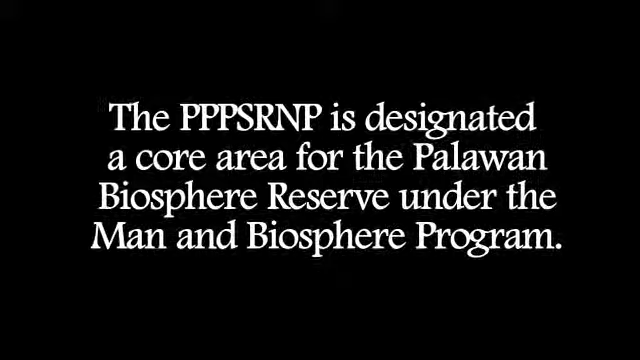 The PPPSRNP is designated
a core area for the Palawan
Biosphere Reserve under the
Man and Biosphere Program.